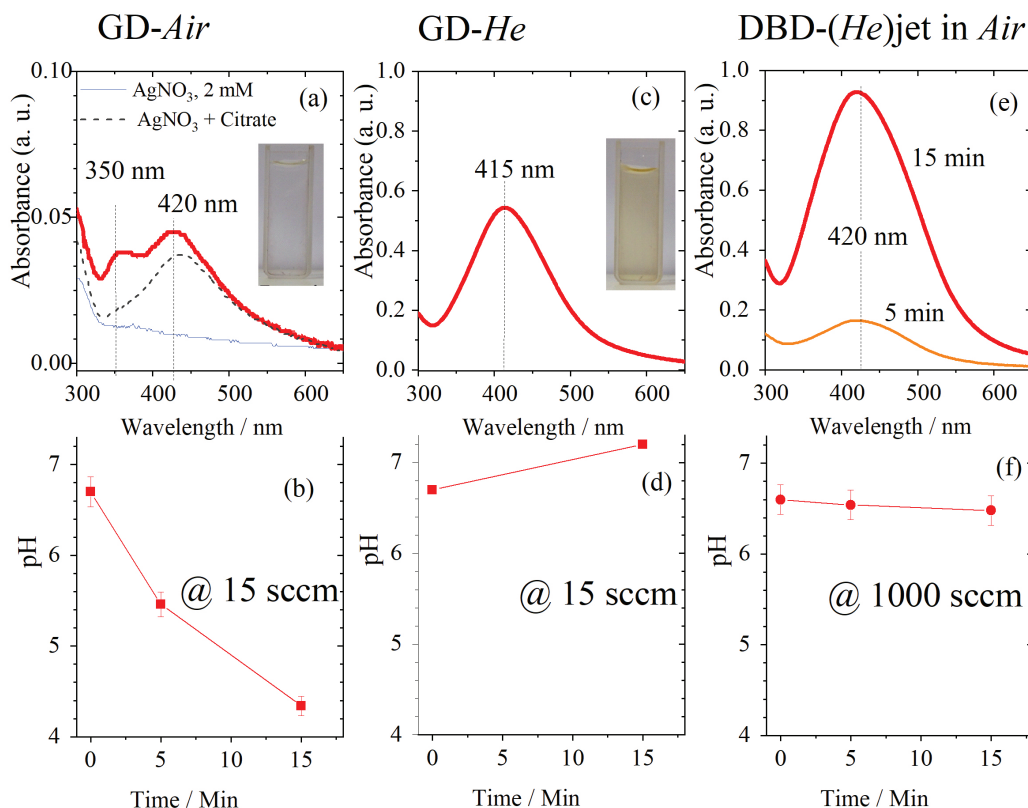 GD-Air
GD-He
DBD-(He)jet in Air
0.10
0.05
0.00
Absorbance (a. u.)
AgNO3, 2 mM
AgNO3 + Citrate
(a)
350 nm
420 nm
300 400 500 600
Wavelength / nm
1.0
0.8
0.6
0.4
0.2
0.0
Absorbance (a. u.)
(c)
415 nm
300 400 500 600
Wavelength / nm
1.0
0.8
0.6
0.4
0.2
0.0
Absorbance (a. u.)
(e)
15 min
420 nm
5 min
300 400 500 600
Wavelength / nm
7
6
5
4
pH
(b)
@ 15 sccm
0 5 10 15
Time / Min
7
6
5
4
pH
(d)
@ 15 sccm
0 5 10 15
Time / Min
7
6
5
4
pH
(f)
@ 1000 sccm
0 5 10 15
Time / Min